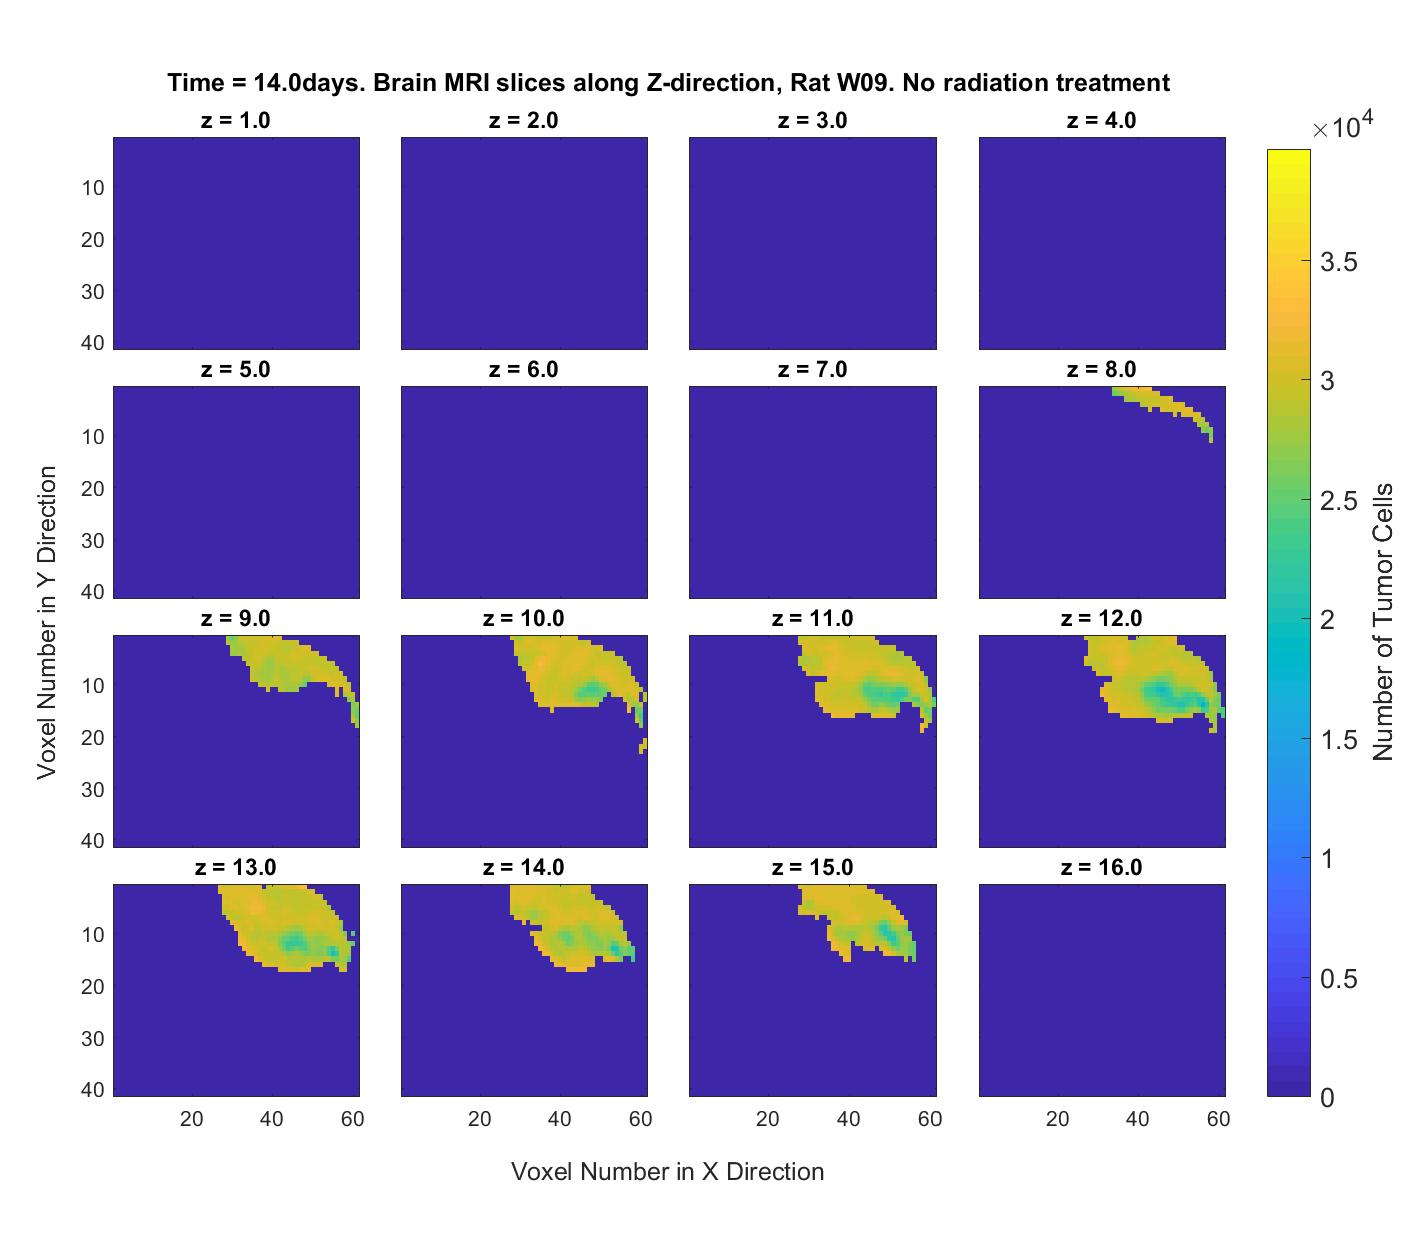 Time = 14.0days. Brain MRI slices along Z-direction, Rat W09. No radiation treatment
z = 1.0
z = 2.0
z = 3.0
z = 4.0
×10^4
10
20
30
40
z = 5.0
z = 6.0
z = 7.0
z = 8.0
10
20
30
40
z = 9.0
z = 10.0
z = 11.0
z = 12.0
10
20
30
40
z = 13.0
z = 14.0
z = 15.0
z = 16.0
10
20
30
40
20 40 60
20 40 60
20 40 60
20 40 60
Voxel Number in Y Direction
Voxel Number in X Direction
3.5
3
2.5
2
1.5
1
0.5
0
Number of Tumor Cells